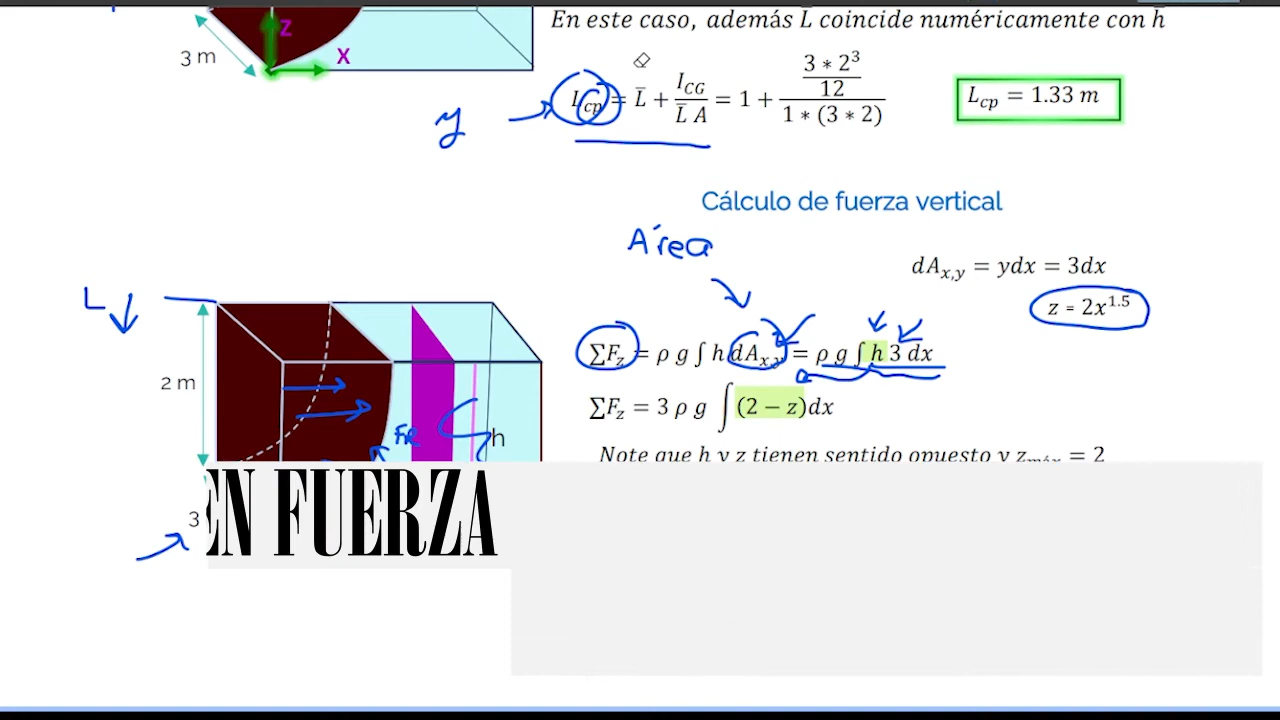 En este caso, además L̄ coincide numéricamente con h̄
Z
3 m
X
L_cp = L̄ + I_CG / (L̄ A) = 1 + (3 * 2³ / 12) / (1 * (3 * 2))
L_cp = 1.33 m
y
Cálculo de fuerza vertical
Área
dA_x,y = ydx = 3dx
z = 2x^1.5
L
∑F_z = ρ g ∫ h dA_x,y = ρ g ∫ h 3 dx
2 m
∑F_z = 3 ρ g ∫ (2 − z)dx
FR
h
Note que h y z tienen sentido opuesto y z_máx = 2
3
EN FUERZA